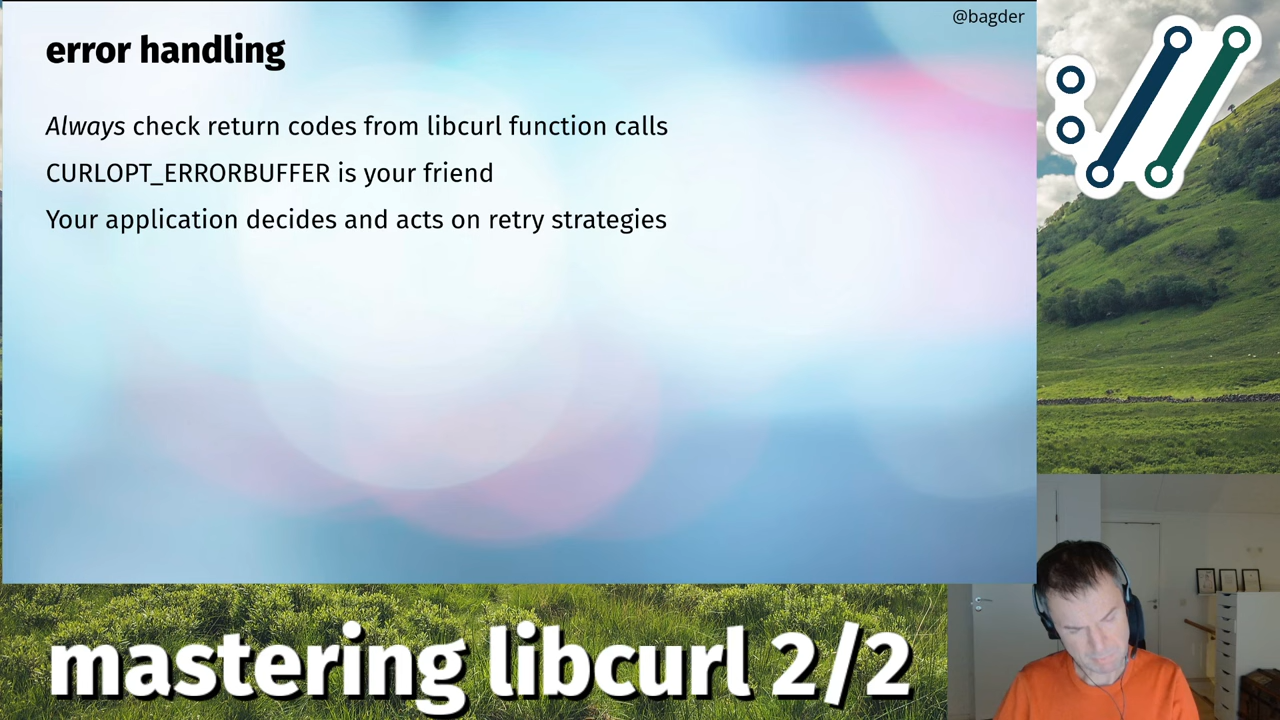 @bagder
error handling
Always check return codes from libcurl function calls
CURLOPT_ERRORBUFFER is your friend
Your application decides and acts on retry strategies
mastering libcurl 2/2